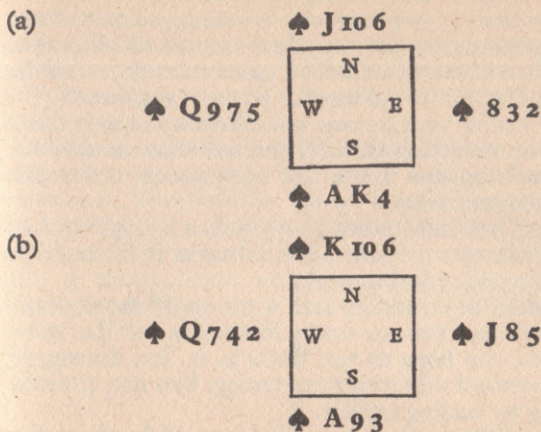 (a)
♠ J 10 6
N
♠ Q 9 7 5 W E ♠ 8 3 2
S
♠ A K 4
(b)
♠ K 10 6
N
♠ Q 7 4 2 W E ♠ J 8 5
S
♠ A 9 3